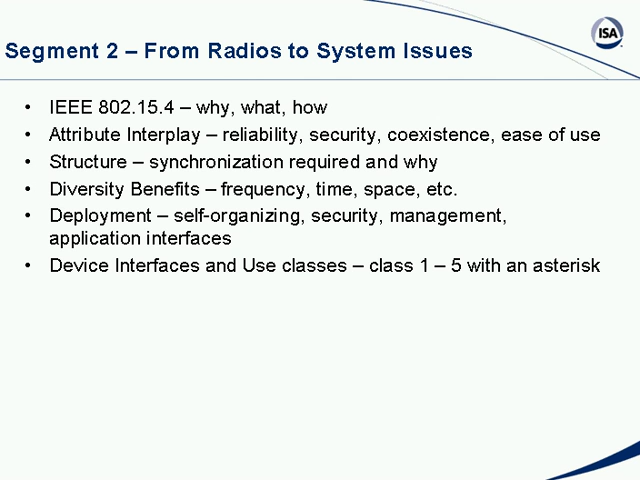 ISA
Segment 2 – From Radios to System Issues
• IEEE 802.15.4 – why, what, how
• Attribute Interplay – reliability, security, coexistence, ease of use
• Structure – synchronization required and why
• Diversity Benefits – frequency, time, space, etc.
• Deployment – self-organizing, security, management,
application interfaces
• Device Interfaces and Use classes – class 1 – 5 with an asterisk